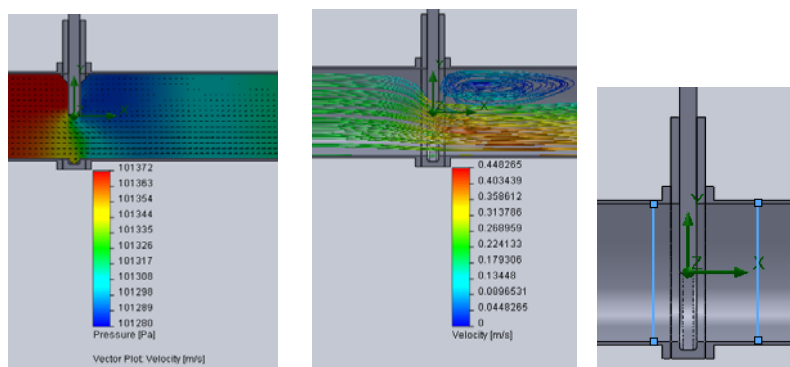 Y
X
101372
101363
101354
101344
101335
101326
101317
101308
101298
101289
101280
Pressure [Pa]
Vector Plot: Velocity [m/s]
Y
Z
X
0.448265
0.403439
0.358612
0.313786
0.268959
0.224133
0.179306
0.13448
0.0896531
0.0448265
0
Velocity [m/s]
Y
Z
X